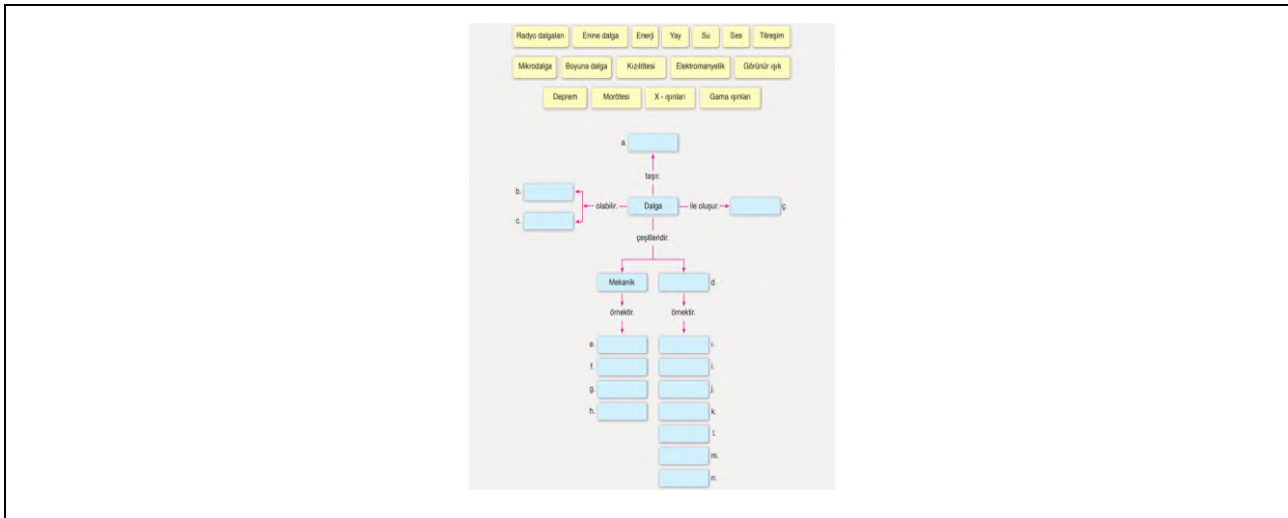 Radyo dalgaları Enine dalga Enerji Yay Su Ses Titreşim
Mikrodalga Boyuna dalga Kızılötesi Elektromanyetik Görünür ışık
Deprem Morötesi X - ışınları Gama ışınları
a.
taşır.
b.
olabilir. Dalga ile oluşur. ç.
c.
çeşitleridir.
Mekanik d.
örnektir. örnektir.
e. ı.
f. i.
g. j.
h. k.
l.
m.
n.